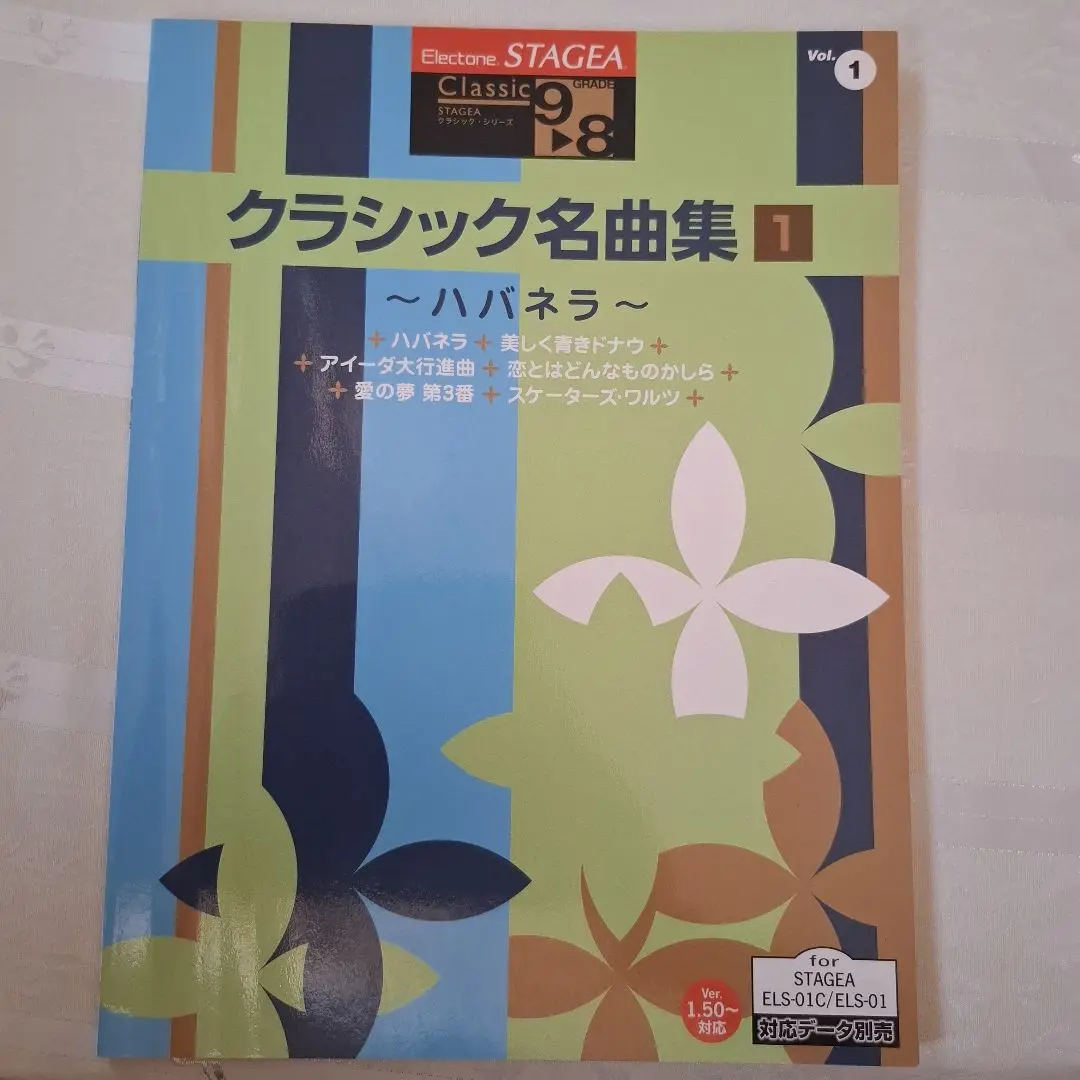 Electone® STAGEA®
Vol. 1
Classic
GRADE
9▶8
STAGEA
クラシック・シリーズ
クラシック名曲集 1
～ハバネラ～
+ ハバネラ + 美しく青きドナウ +
+ アイーダ大行進曲 + 恋とはどんなものかしら +
+ 愛の夢 第3番 + スケーターズ・ワルツ +
Ver.
1.50～
対応
for
STAGEA
ELS-01C/ELS-01
対応データ別売